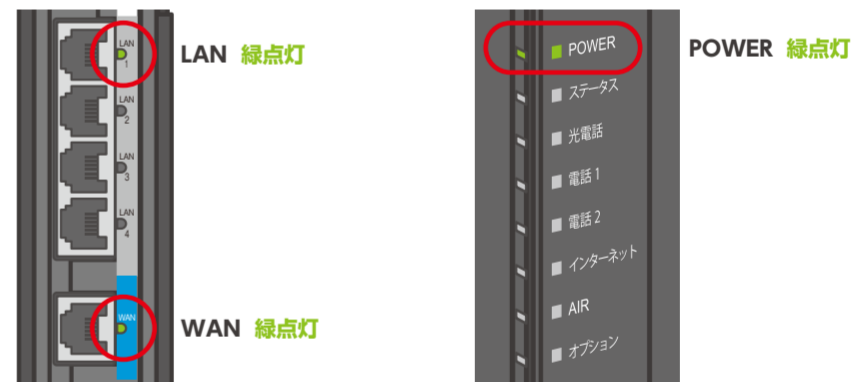 LAN
1
LAN 緑点灯
LAN
2
LAN
3
LAN
4
WAN
WAN 緑点灯
POWER
POWER 緑点灯
ステータス
光電話
電話 1
電話 2
インターネット
AIR
オプション